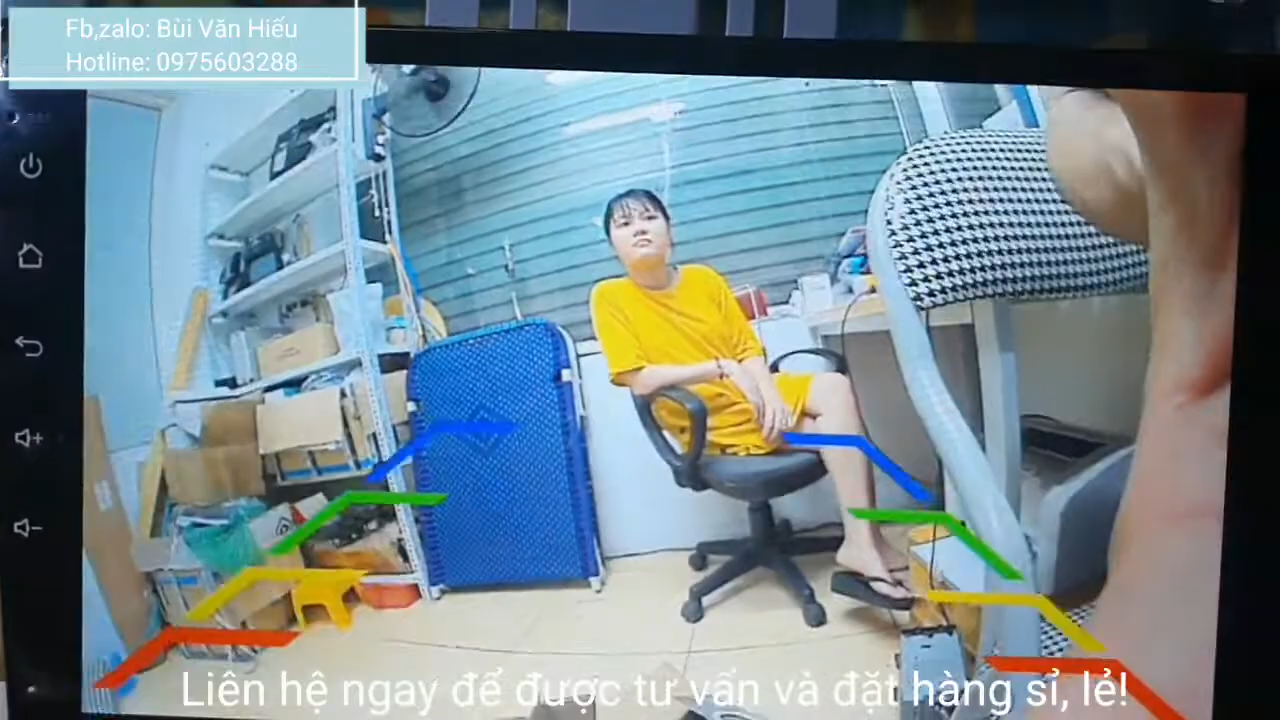 Fb,zalo: Bùi Văn Hiếu
Hotline: 0975603288
Liên hệ ngay để được tư vấn và đặt hàng sỉ, lẻ!